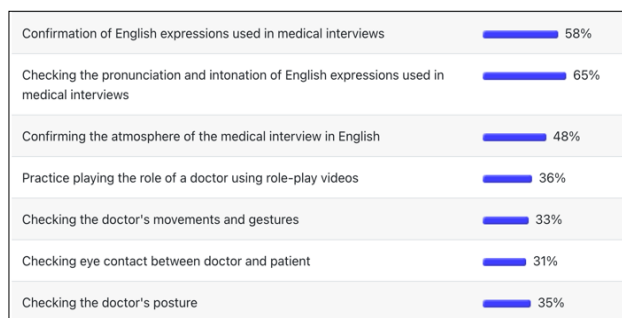 Confirmation of English expressions used in medical interviews 58%
Checking the pronunciation and intonation of English expressions used in 65%
medical interviews
Confirming the atmosphere of the medical interview in English 48%
Practice playing the role of a doctor using role-play videos 36%
Checking the doctor's movements and gestures 33%
Checking eye contact between doctor and patient 31%
Checking the doctor's posture 35%